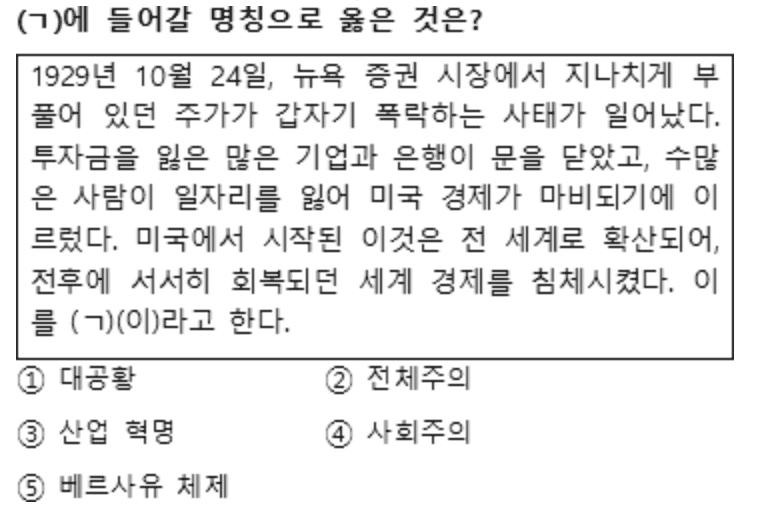 (ㄱ)에 들어갈 명칭으로 옳은 것은?
1929년 10월 24일, 뉴욕 증권 시장에서 지나치게 부
풀어 있던 주가가 갑자기 폭락하는 사태가 일어났다.
투자금을 잃은 많은 기업과 은행이 문을 닫았고, 수많
은 사람이 일자리를 잃어 미국 경제가 마비되기에 이
르렀다. 미국에서 시작된 이것은 전 세계로 확산되어,
전후에 서서히 회복되던 세계 경제를 침체시켰다. 이
를 (ㄱ)(이)라고 한다.
① 대공황 ② 전체주의
③ 산업 혁명 ④ 사회주의
⑤ 베르사유 체제